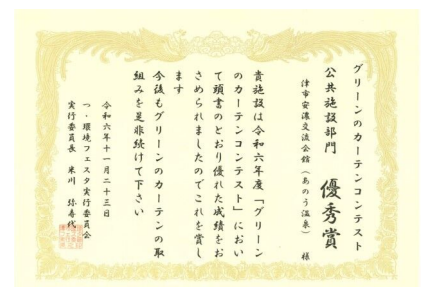 グリーンのカーテンコンテスト
公共施設部門 優秀賞
津市安濃交流会館（あのう温泉） 様
貴施設は令和六年度「グリーン
のカーテンコンテスト」におい
て頭書のとおり優れた成績をお
さめられましたのでこれを賞し
ます
今後もグリーンのカーテンの取
組みを是非続けて下さい
令和六年十一月二十三日
つ・環境フェスタ実行委員会
実行委員長 米川 弥寿代